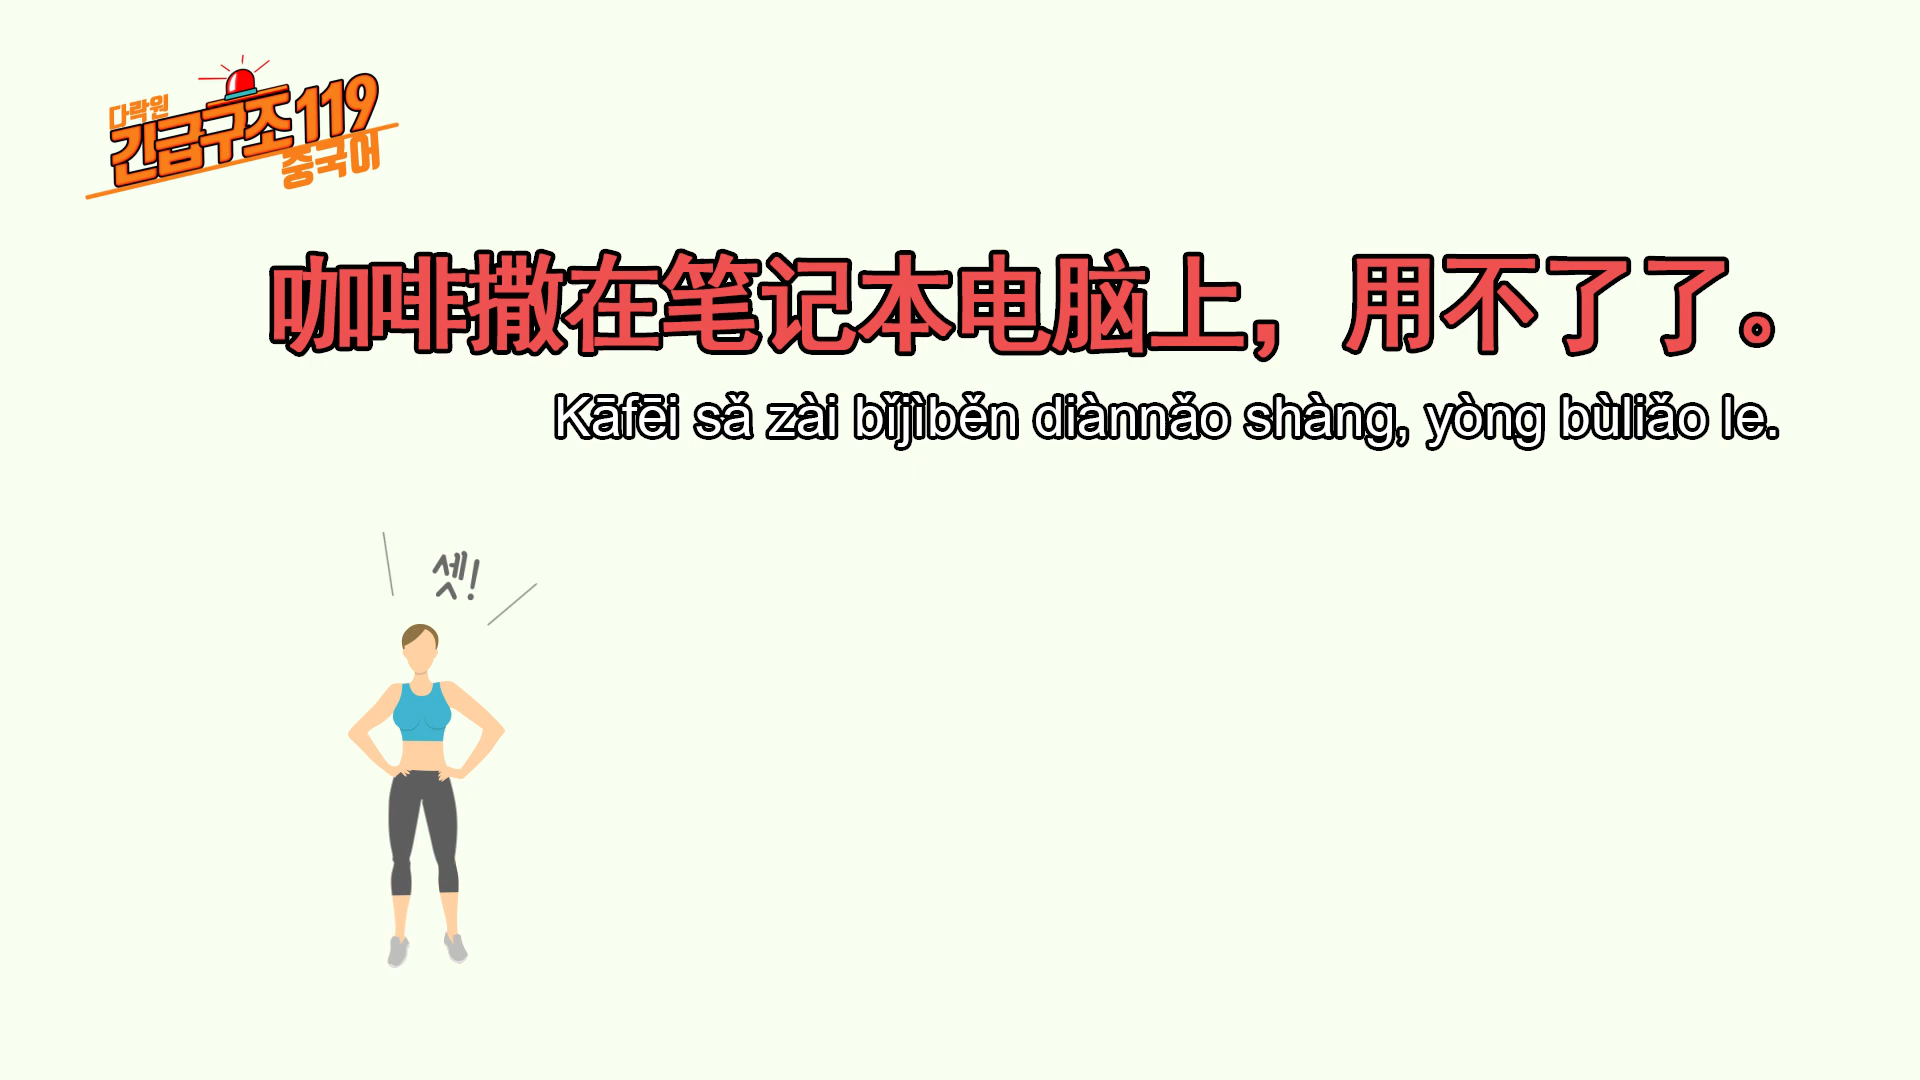 다락원
긴급구조119
중국어
咖啡撒在笔记本电脑上，用不了了。
Kāfēi sǎ zài bǐjìběn diànnǎo shàng, yòng bùliǎo le.
셋!